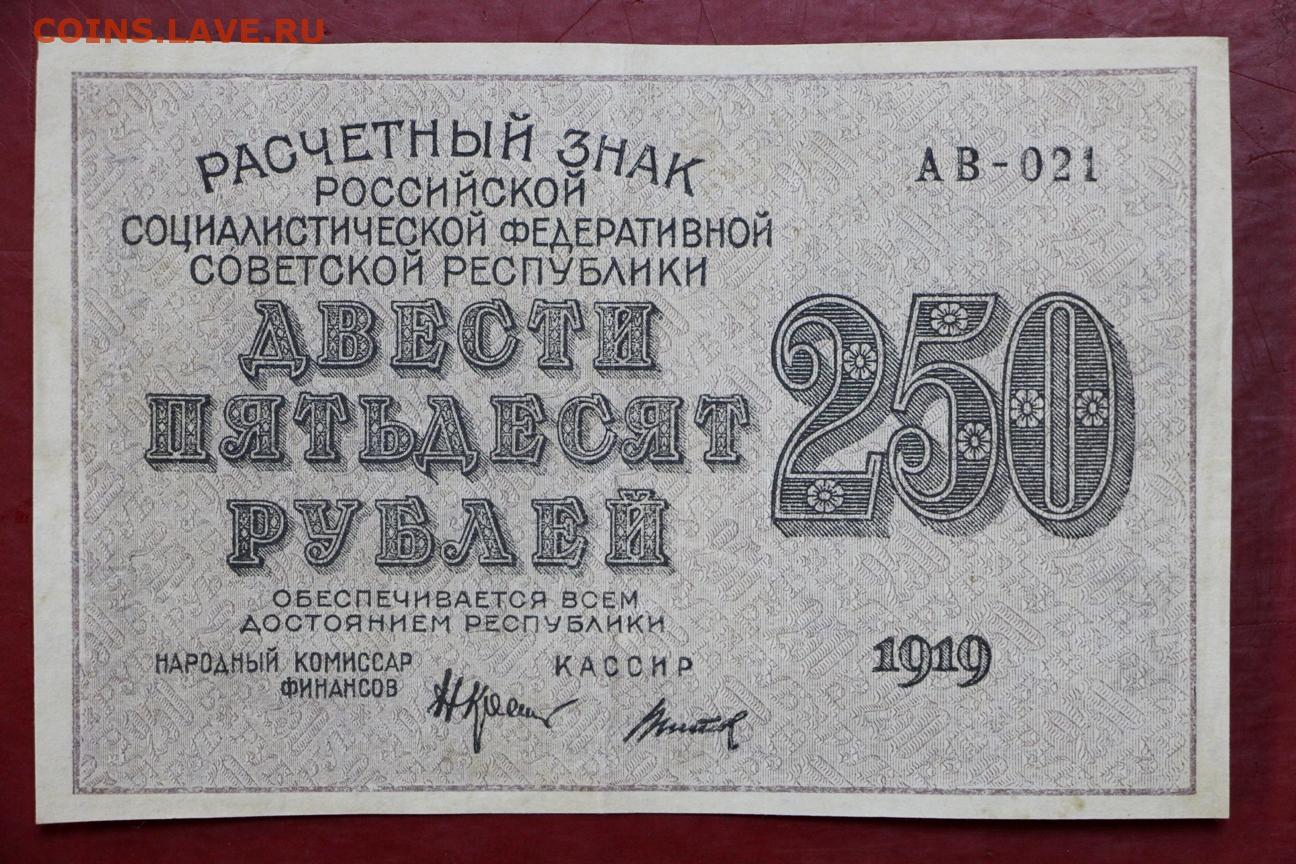 COINS.LAVE.RU
РАСЧЕТНЫЙ ЗНАК
РОССИЙСКОЙ
СОЦИАЛИСТИЧЕСКОЙ ФЕДЕРАТИВНОЙ
СОВЕТСКОЙ РЕСПУБЛИКИ
АВ-021
ДВЕСТИ
ПЯТЬДЕСЯТ
РУБЛЕЙ
250
ОБЕСПЕЧИВАЕТСЯ ВСЕМ
ДОСТОЯНИЕМ РЕСПУБЛИКИ
НАРОДНЫЙ КОМИССАР
ФИНАНСОВ
КАССИР
1919